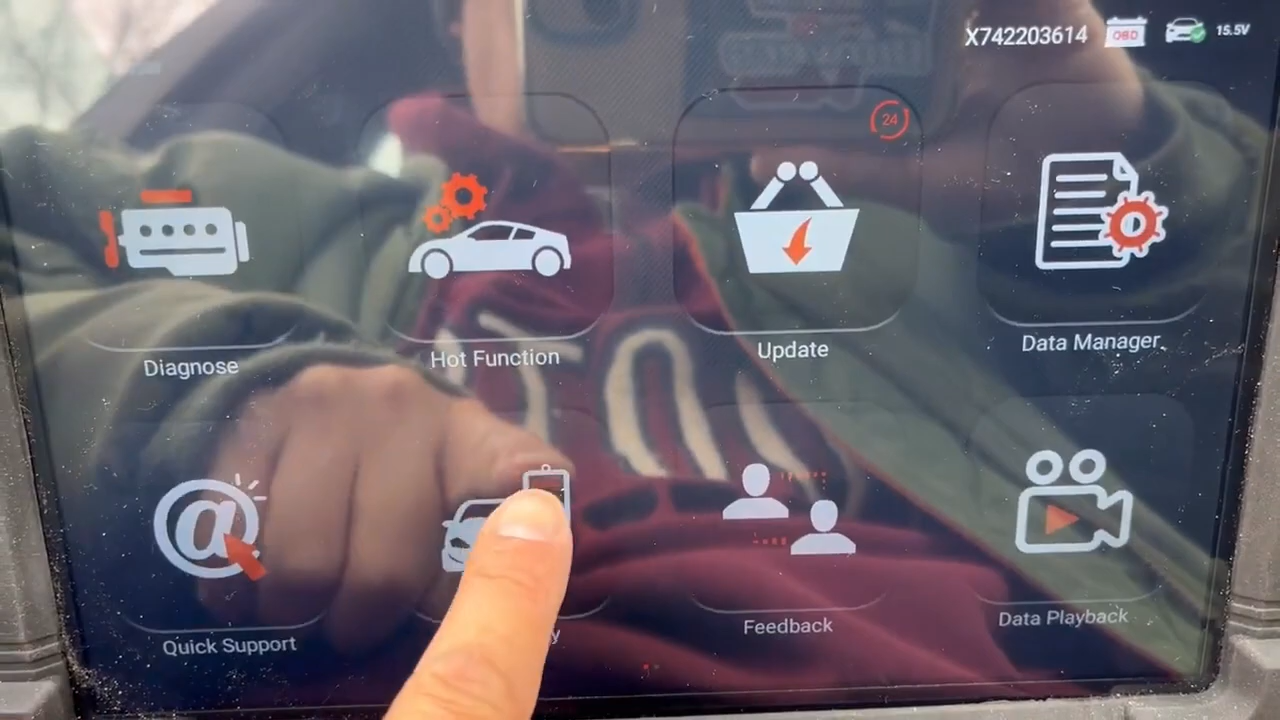 X742203614 OBD 15.5V
24
Diagnose
Hot Function
Update
Data Manager
Quick Support
Feedback
Data Playback